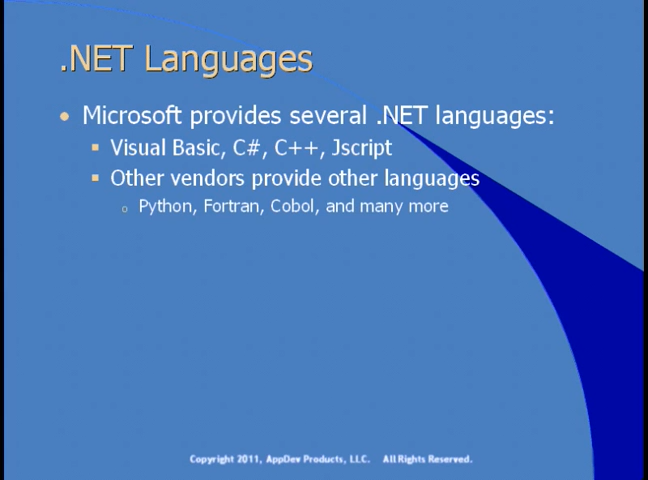 .NET Languages
• Microsoft provides several .NET languages:
▪ Visual Basic, C#, C++, Jscript
▪ Other vendors provide other languages
o Python, Fortran, Cobol, and many more
Copyright 2011, AppDev Products, LLC. All Rights Reserved.